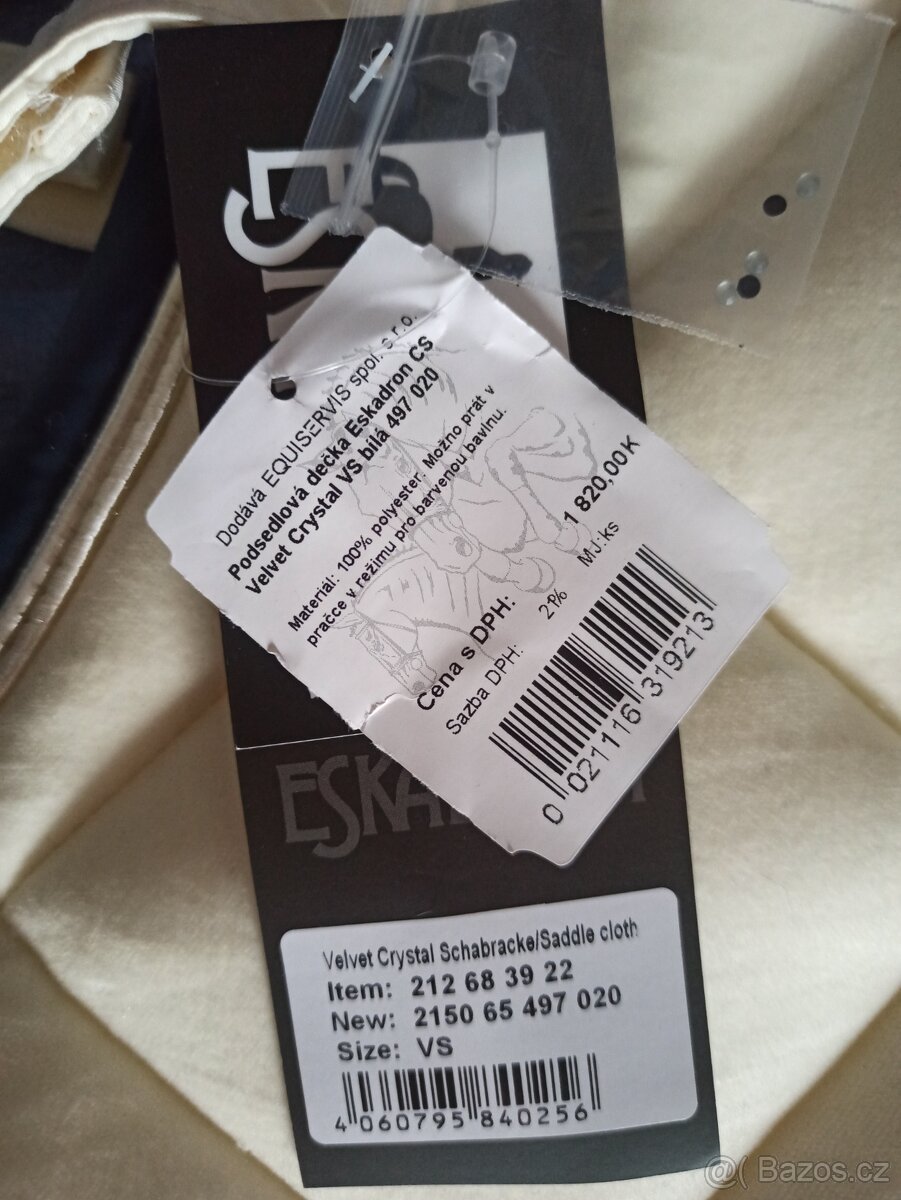 Dodává EQUISERVIS spol. s r.o.
Podsedlová dečka Eskadron CS
Velvet Crystal VS bílá 497 020
Materiál: 100% polyester. Možno prát v
pračce v režimu pro barvenou bavlnu.
Cena s DPH: 1 820,00K
Sazba DPH: 21% MJ:ks
0 021116 319213
Velvet Crystal Schabracke/Saddle cloth
Item: 212 68 39 22
New: 2150 65 497 020
Size: VS
4 060795 840256
@( Bazos.cz